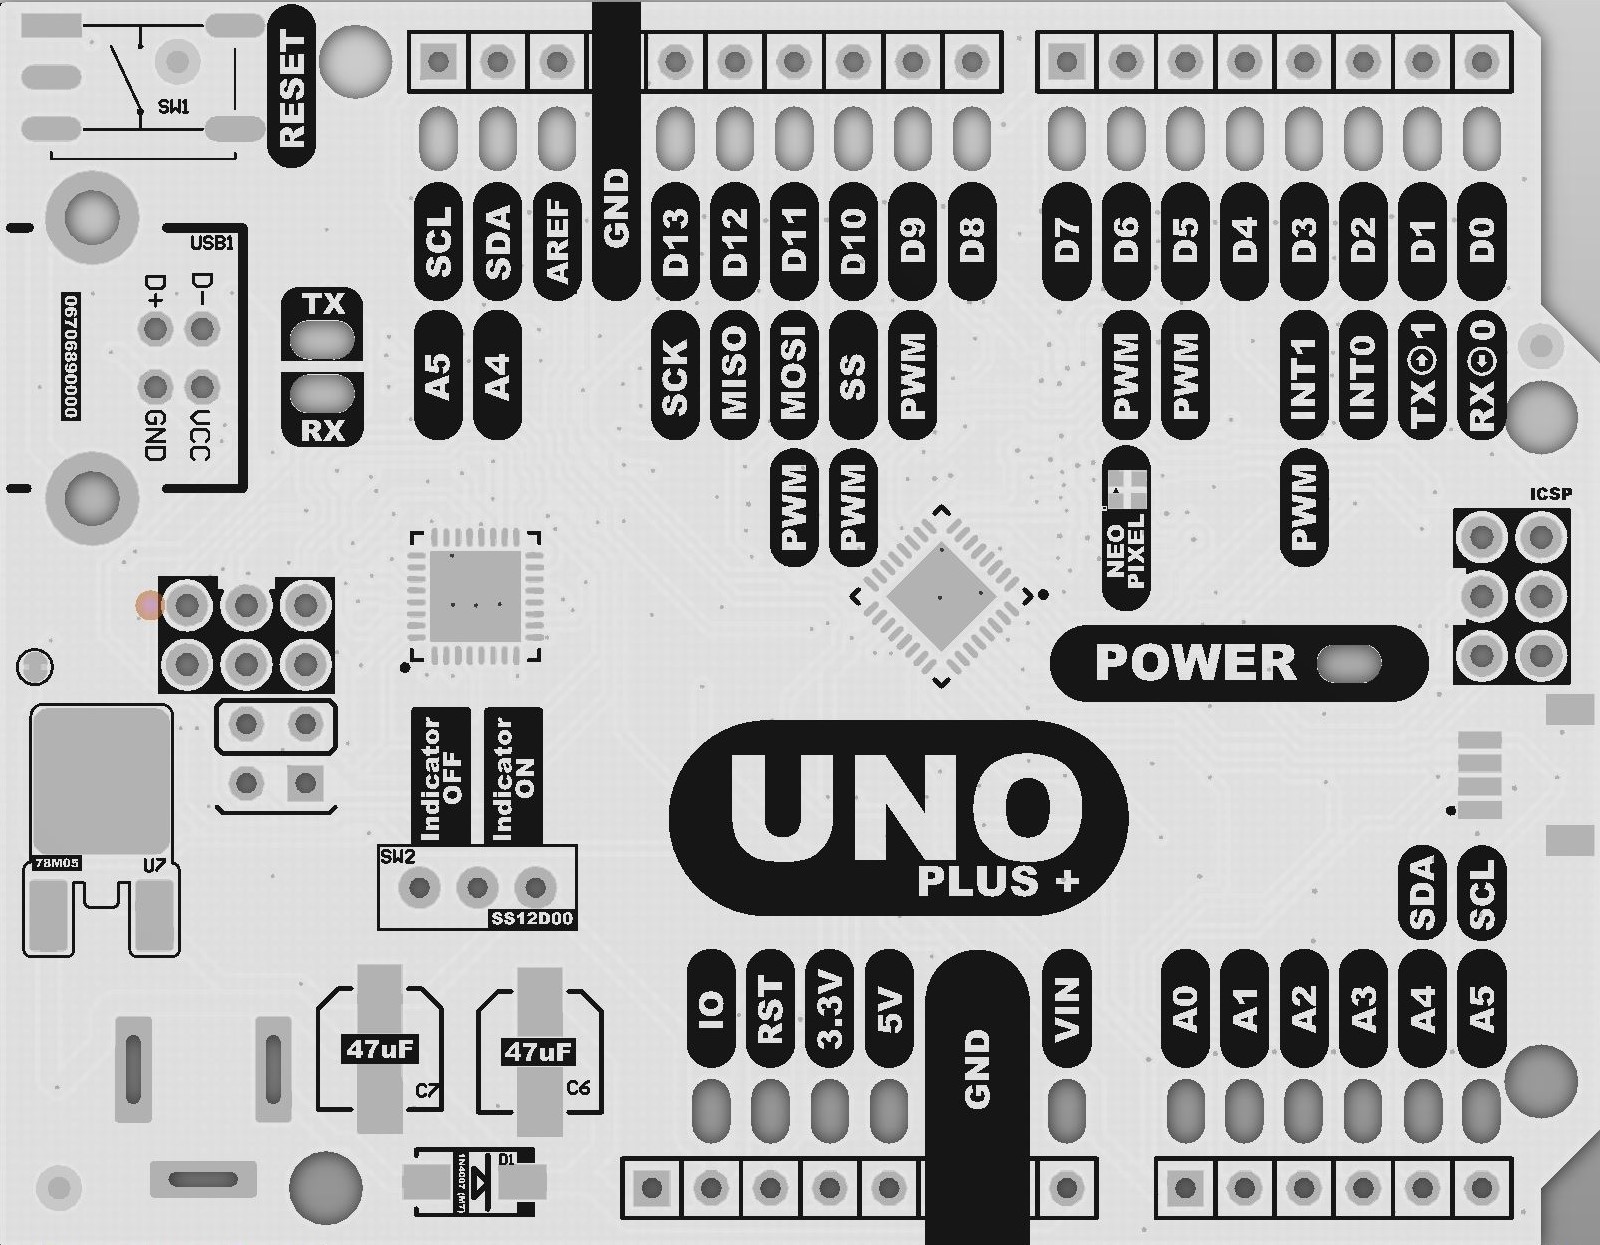 SW1
RESET
USB1
D+
D-
GND
VCC
06706890000
TX
RX
SCL
SDA
AREF
GND
D13
D12
D11
D10
D9
D8
D7
D6
D5
D4
D3
D2
D1
D0
A5
A4
SCK
MISO
MOSI
SS
PWM
PWM
PWM
INT1
INT0
TX 1
RX 0
PWM
PWM
NEO
PIXEL
PWM
ICSP
POWER
Indicator
OFF
Indicator
ON
SW2
SS12D00
UNO
PLUS +
78M05
U7
SDA
SCL
IO
RST
3.3V
5V
GND
VIN
A0
A1
A2
A3
A4
A5
47uF
C7
47uF
C6
1N4007 (M7)
D1